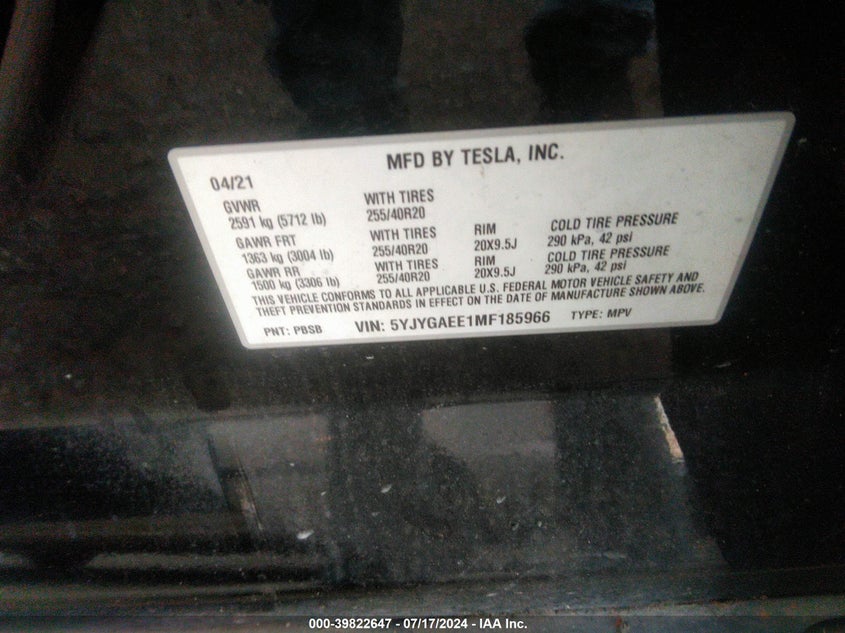 MFD BY TESLA, INC.
04/21
GVWR WITH TIRES
2591 kg (5712 lb) 255/40R20
GAWR FRT WITH TIRES RIM COLD TIRE PRESSURE
1363 kg (3004 lb) 255/40R20 20X9.5J 290 kPa, 42 psi
GAWR RR WITH TIRES RIM COLD TIRE PRESSURE
1500 kg (3306 lb) 255/40R20 20X9.5J 290 kPa, 42 psi
THIS VEHICLE CONFORMS TO ALL APPLICABLE U.S. FEDERAL MOTOR VEHICLE SAFETY AND
THEFT PREVENTION STANDARDS IN EFFECT ON THE DATE OF MANUFACTURE SHOWN ABOVE.
PNT: PBSB VIN: 5YJYGAEE1MF185966 TYPE: MPV
000-39822647 - 07/17/2024 - IAA Inc.